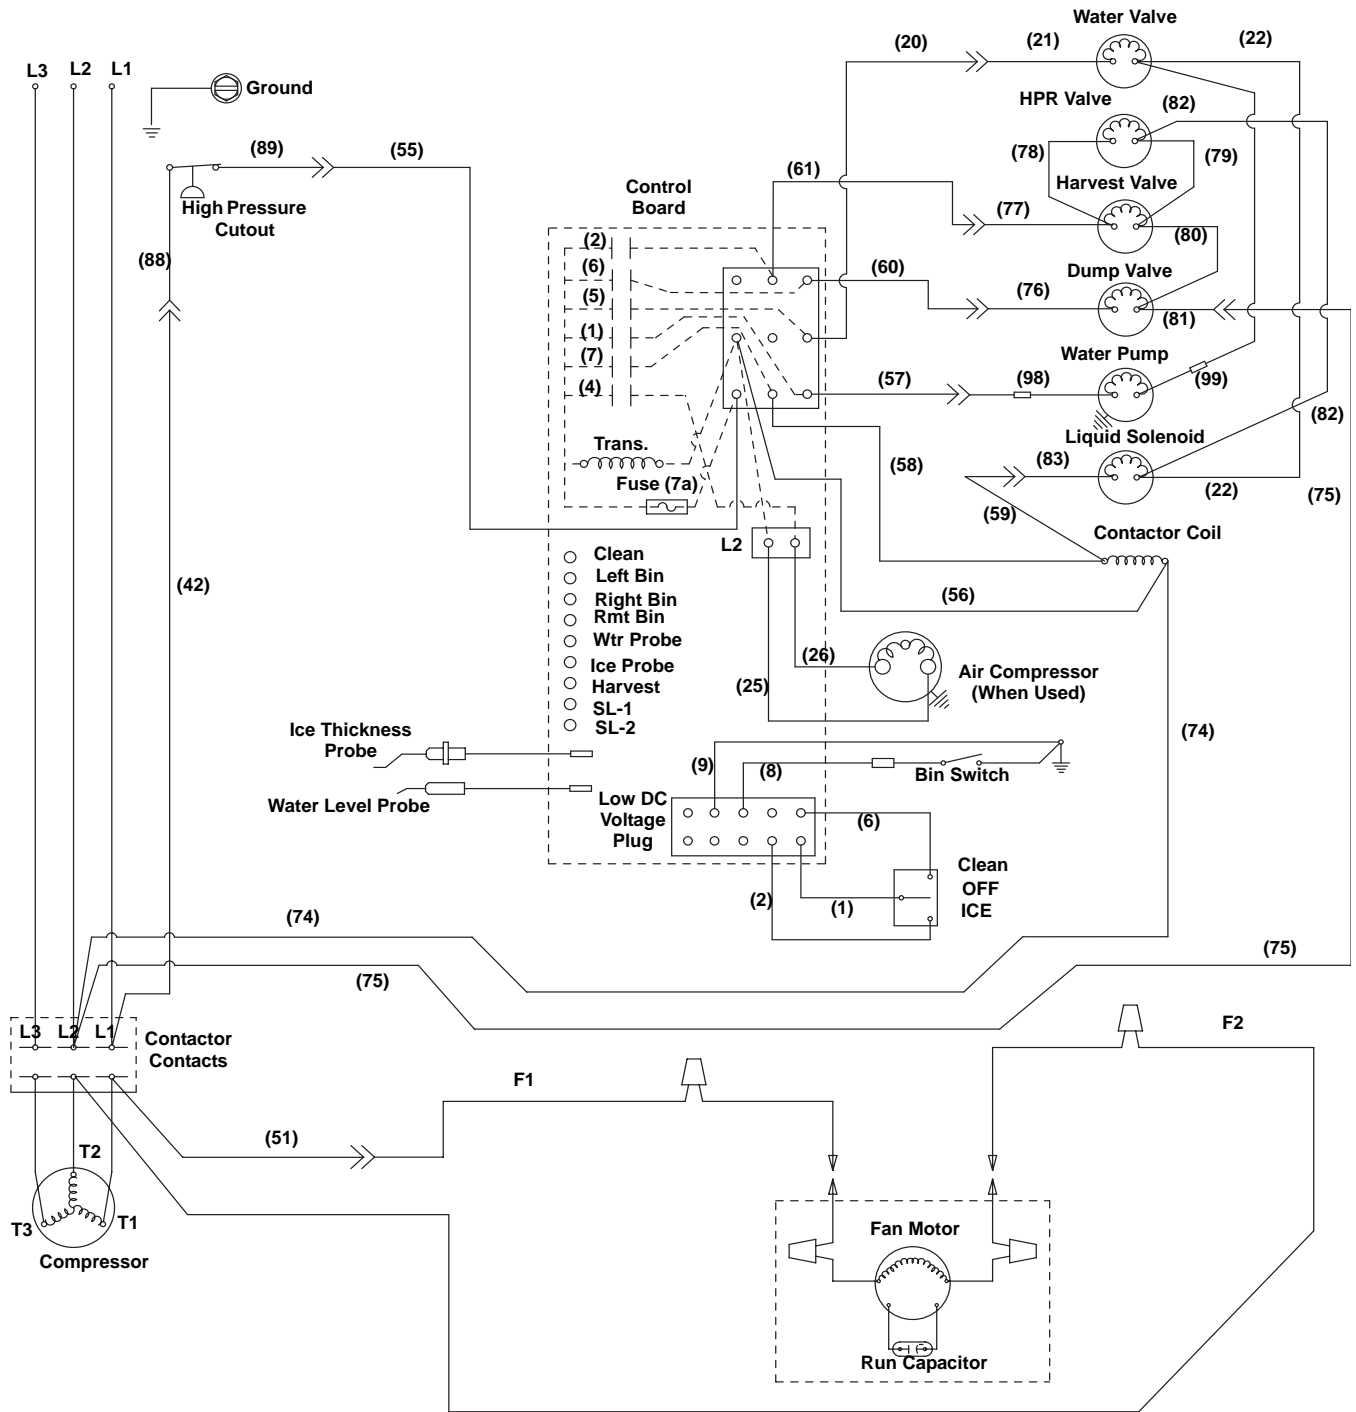 Water Valve
(20)
(21)
(22)
L3
L2
L1
Ground
HPR Valve
(82)
(89)
(55)
(61)
(78)
(79)
High Pressure
Cutout
Control
Board
Harvest Valve
(77)
(80)
(88)
(2)
(6)
(5)
(1)
(7)
(4)
(60)
Dump Valve
(76)
(81)
Water Pump
(57)
(98)
(99)
(82)
Liquid Solenoid
Trans.
Fuse (7a)
(58)
(83)
(22)
(75)
(59)
L2
Contactor Coil
(42)
(56)
Clean
Left Bin
Right Bin
Rmt Bin
Wtr Probe
Ice Probe
Harvest
SL-1
SL-2
(26)
(25)
Air Compressor
(When Used)
Ice Thickness
Probe
(74)
(9)
(8)
Bin Switch
Water Level Probe
Low DC
Voltage
Plug
(6)
Clean
OFF
ICE
(2)
(1)
(74)
(75)
(75)
L3
L2
L1
Contactor
Contacts
F1
F2
(51)
T2
T3
T1
Compressor
Fan Motor
Run Capacitor